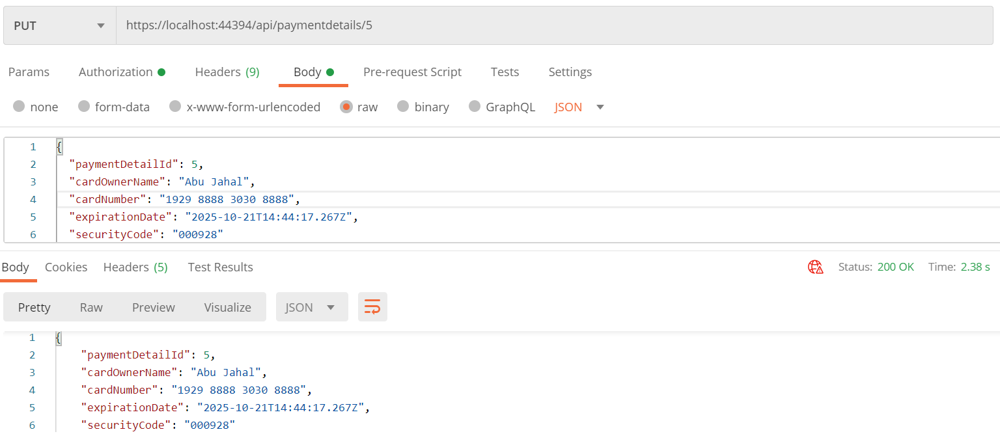 PUT https://localhost:44394/api/paymentdetails/5
Params Authorization Headers (9) Body Pre-request Script Tests Settings
none form-data x-www-form-urlencoded raw binary GraphQL JSON
1 {
2 "paymentDetailId": 5,
3 "cardOwnerName": "Abu Jahal",
4 "cardNumber": "1929 8888 3030 8888",
5 "expirationDate": "2025-10-21T14:44:17.267Z",
6 "securityCode": "000928"
Body Cookies Headers (5) Test Results Status: 200 OK Time: 2.38 s
Pretty Raw Preview Visualize JSON
1 {
2 "paymentDetailId": 5,
3 "cardOwnerName": "Abu Jahal",
4 "cardNumber": "1929 8888 3030 8888",
5 "expirationDate": "2025-10-21T14:44:17.267Z",
6 "securityCode": "000928"